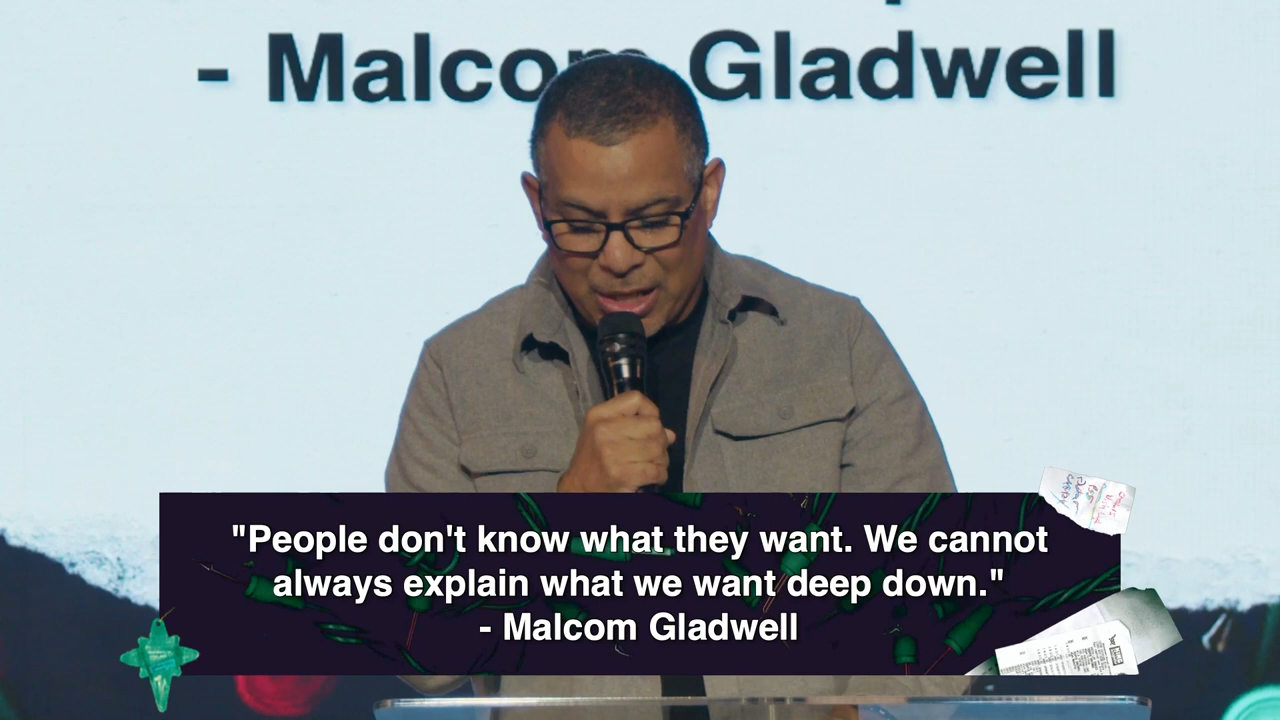 - Malcom Gladwell
"People don't know what they want. We cannot
always explain what we want deep down."
- Malcom Gladwell